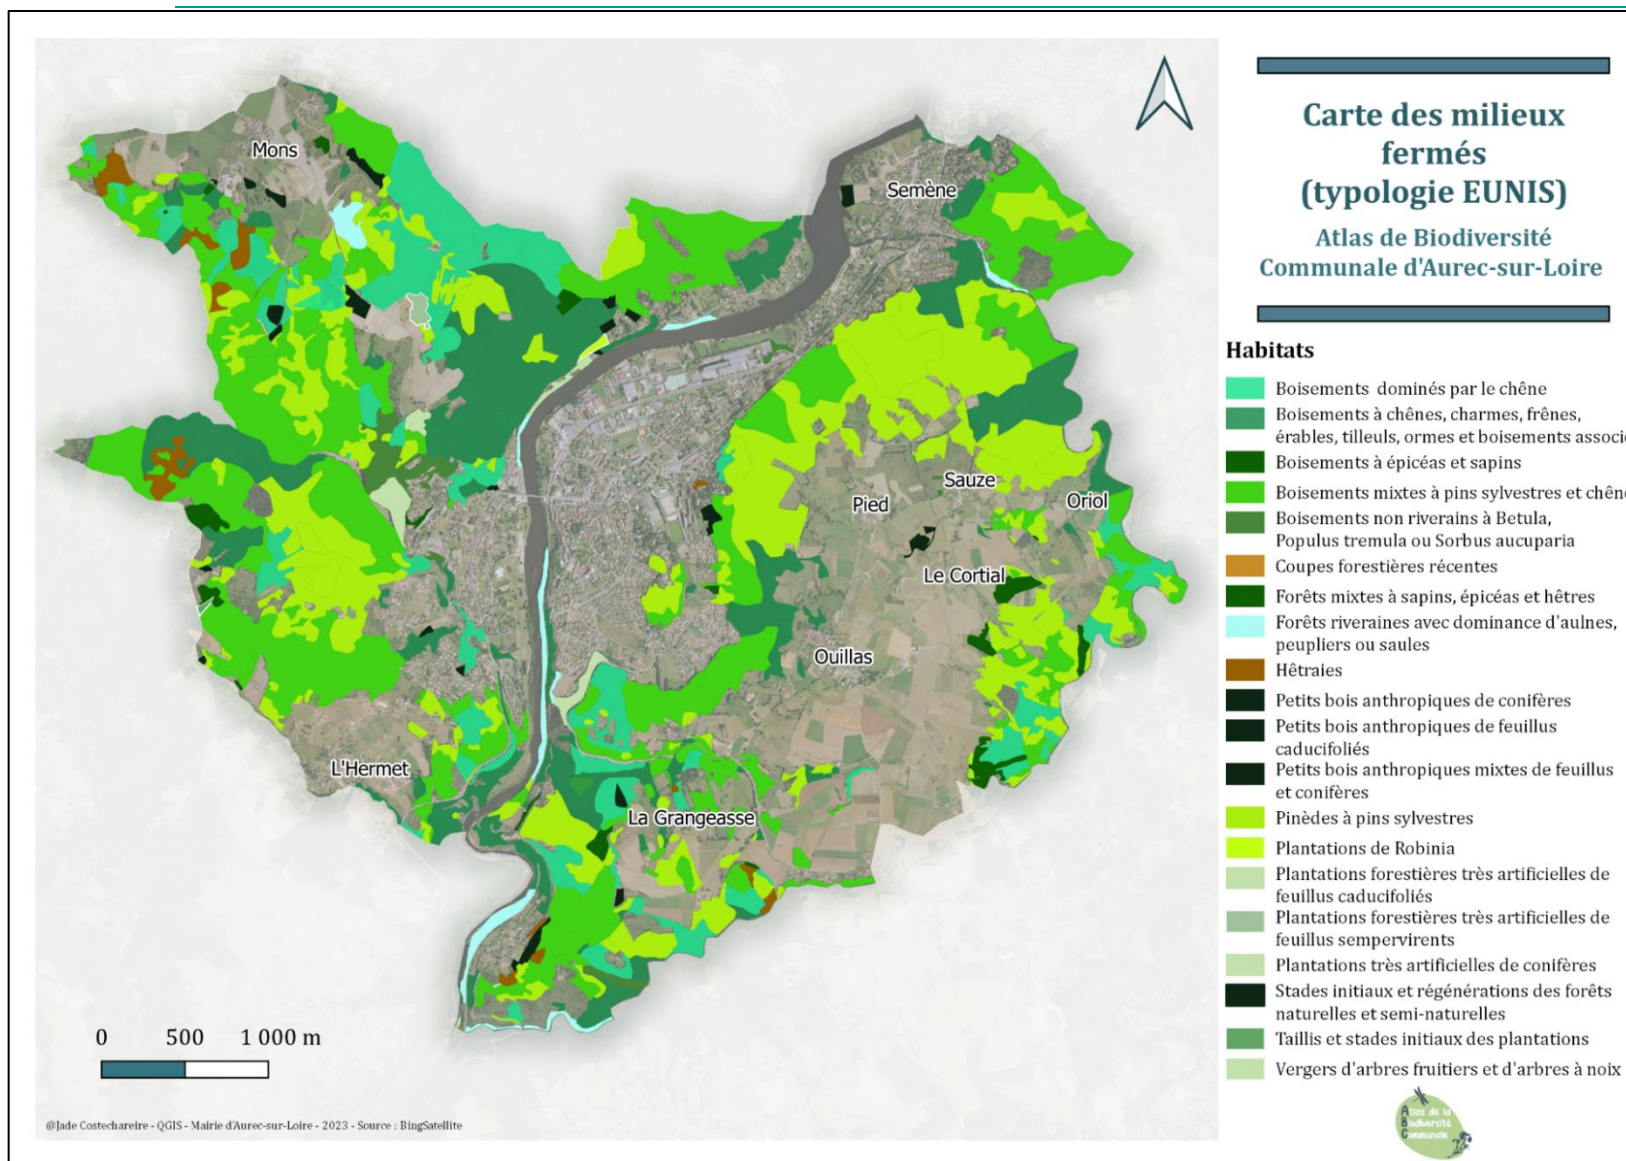 Carte des milieux
fermés
(typologie EUNIS)
Atlas de Biodiversité
Communale d'Aurec-sur-Loire
Habitats
Boisements dominés par le chêne
Boisements à chênes, charmes, frênes,
érables, tilleuls, ormes et boisements associ
Boisements à épicéas et sapins
Boisements mixtes à pins sylvestres et chên
Boisements non riverains à Betula,
Populus tremula ou Sorbus aucuparia
Coupes forestières récentes
Forêts mixtes à sapins, épicéas et hêtres
Forêts riveraines avec dominance d'aulnes,
peupliers ou saules
Hêtraies
Petits bois anthropiques de conifères
Petits bois anthropiques de feuillus
caducifoliés
Petits bois anthropiques mixtes de feuillus
et conifères
Pinèdes à pins sylvestres
Plantations de Robinia
Plantations forestières très artificielles de
feuillus caducifoliés
Plantations forestières très artificielles de
feuillus sempervirents
Plantations très artificielles de conifères
Stades initiaux et régénérations des forêts
naturelles et semi-naturelles
Taillis et stades initiaux des plantations
Vergers d'arbres fruitiers et d'arbres à noix
Atlas de la
Biodiversité
Communale
Mons
Semène
Sauze
Pied
Oriol
Le Cortial
Ouillas
L'Hermet
La Grangeasse
0 500 1 000 m
@Jade Costechareire - QGIS - Mairie d'Aurec-sur-Loire - 2023 - Source : BingSatellite